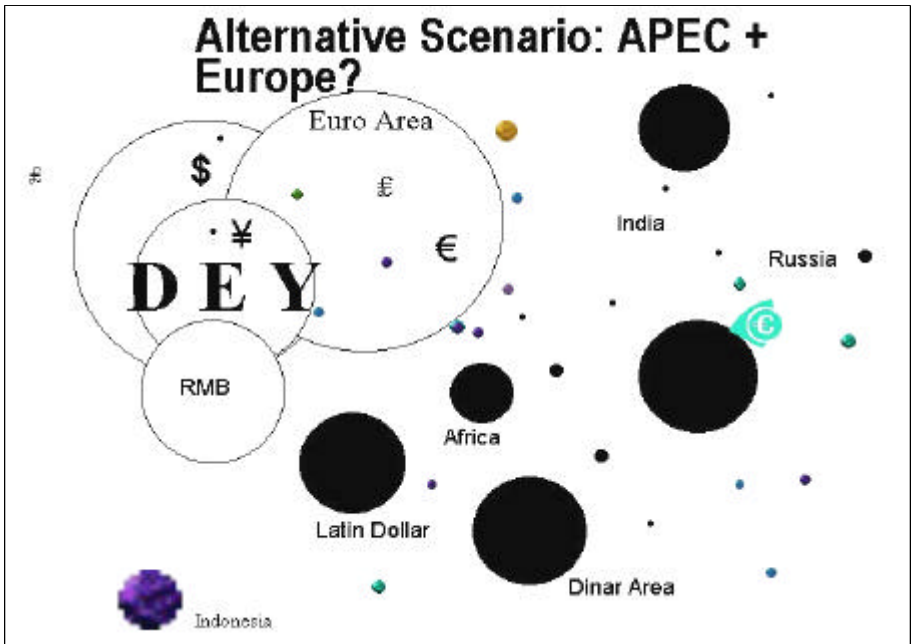 Alternative Scenario: APEC +
Europe?
Euro Area
$
£
¥
€
India
Russia
D E Y
©
RMB
Africa
Latin Dollar
Dinar Area
Indonesia